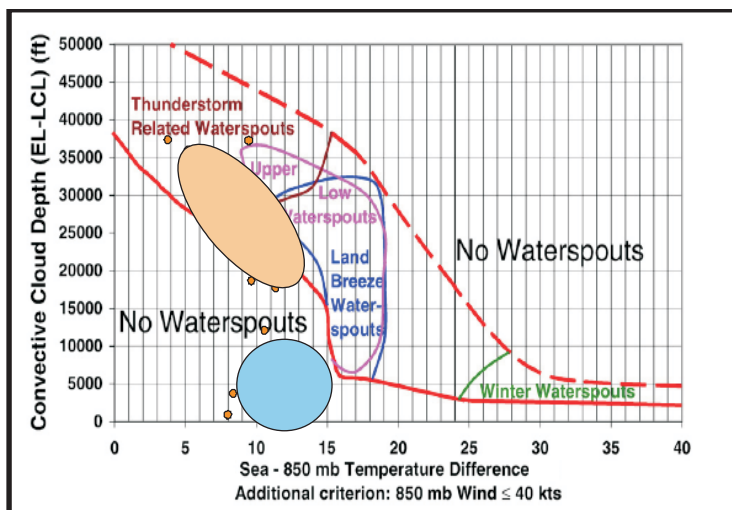 Convective Cloud Depth (EL-LCL) (ft)
50000
45000
40000
35000
30000
25000
20000
15000
10000
5000
0
Thunderstorm
Related Waterspouts
Upper
Low
Waterspouts
Land
Breeze
Water-
spouts
No Waterspouts
No Waterspouts
Winter Waterspouts
0 5 10 15 20 25 30 35 40
Sea - 850 mb Temperature Difference
Additional criterion: 850 mb Wind ≤ 40 kts